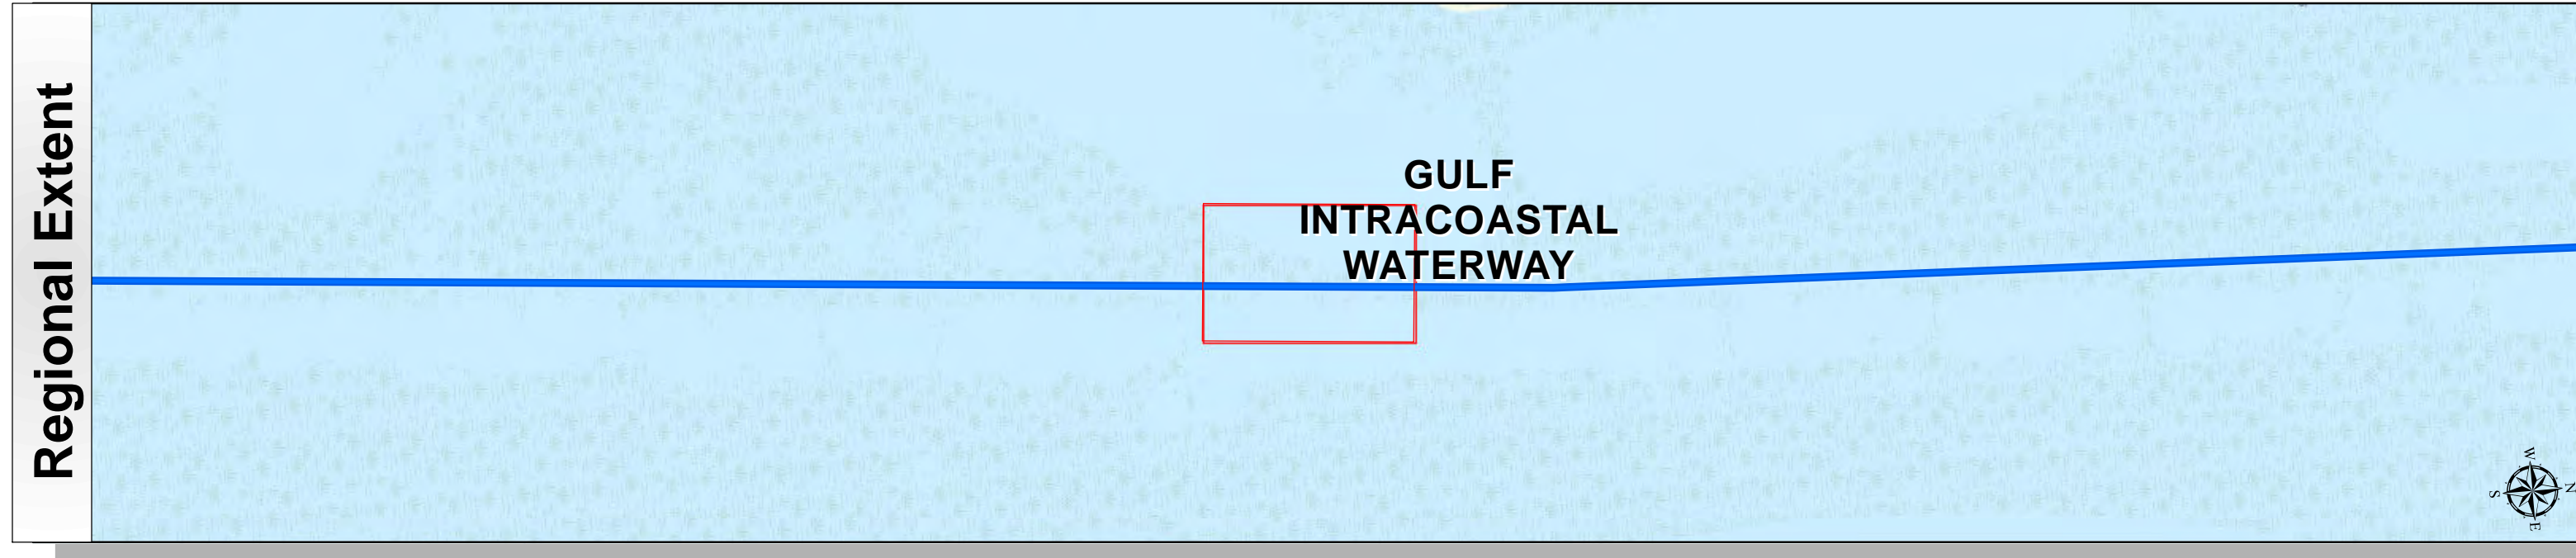 Regional Extent
GULF
INTRACOASTAL
WATERWAY
W
S
N
E